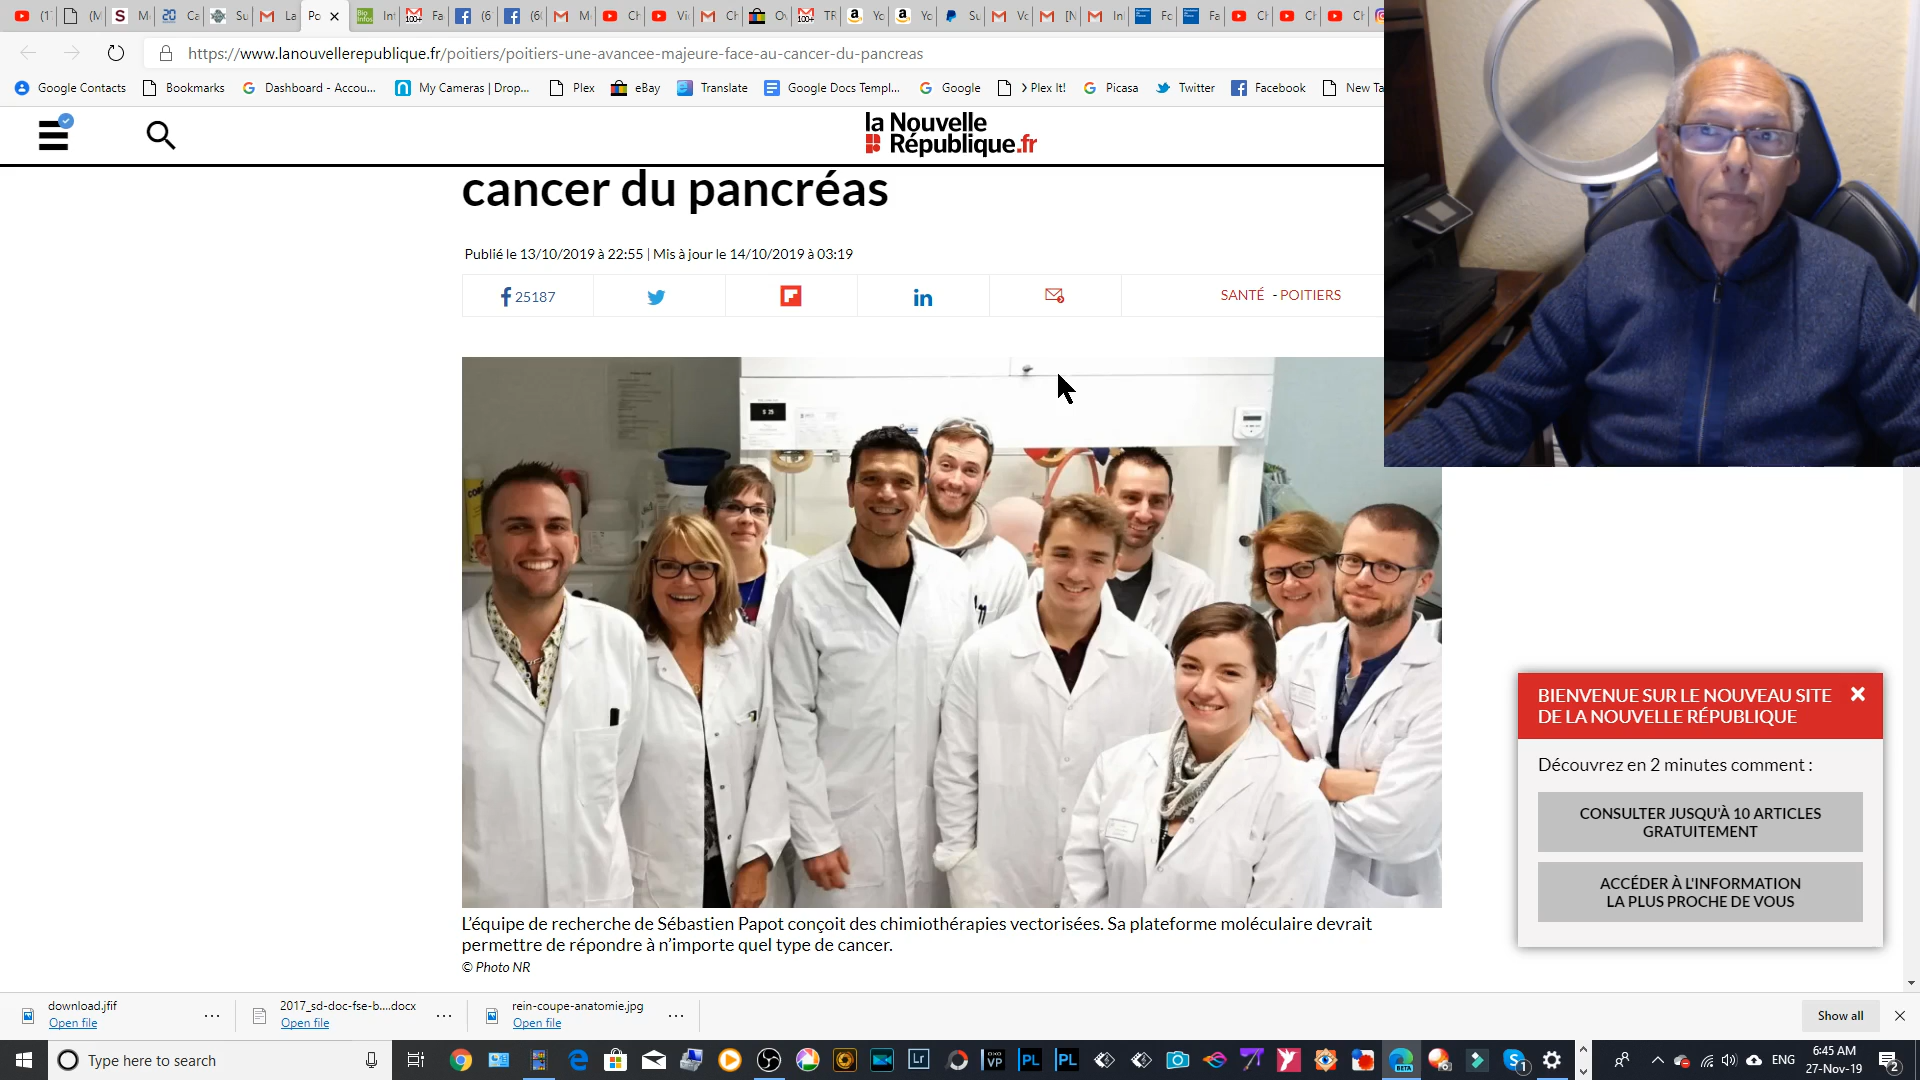 https://www.lanouvellerepublique.fr/poitiers/poitiers-une-avancee-majeure-face-au-cancer-du-pancreas
Google Contacts
Bookmarks
Dashboard - Accou...
My Cameras | Drop...
Plex
eBay
Translate
Google Docs Templ...
Google
> Plex It!
Picasa
Twitter
Facebook
la Nouvelle
République.fr
cancer du pancréas
Publié le 13/10/2019 à 22:55 | Mis à jour le 14/10/2019 à 03:19
25187
SANTÉ - POITIERS
BIENVENUE SUR LE NOUVEAU SITE
DE LA NOUVELLE RÉPUBLIQUE
Découvrez en 2 minutes comment :
CONSULTER JUSQU'À 10 ARTICLES
GRATUITEMENT
ACCÉDER À L'INFORMATION
LA PLUS PROCHE DE VOUS
L'équipe de recherche de Sébastien Papot conçoit des chimiothérapies vectorisées. Sa plateforme moléculaire devrait
permettre de répondre à n'importe quel type de cancer.
© Photo NR
download.jfif
Open file
2017_sd-doc-fse-b....docx
Open file
rein-coupe-anatomie.jpg
Open file
Show all
Type here to search
ENG
6:45 AM
27-Nov-19